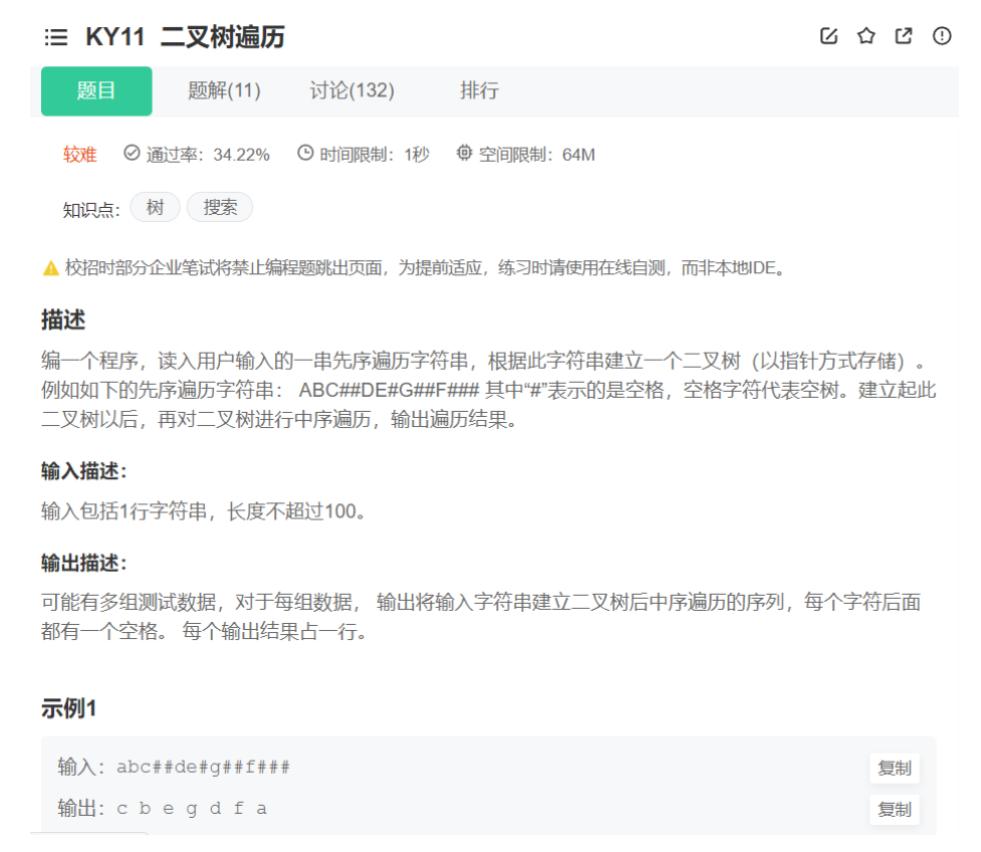 KY11 二叉树遍历
题目 题解(11) 讨论(132) 排行
较难 通过率：34.22% 时间限制：1秒 空间限制：64M
知识点： 树 搜索
校招时部分企业笔试将禁止编程题跳出页面，为提前适应，练习时请使用在线自测，而非本地IDE。
描述
编一个程序，读入用户输入的一串先序遍历字符串，根据此字符串建立一个二叉树（以指针方式存储）。
例如如下的先序遍历字符串： ABC##DE#G##F### 其中“#”表示的是空格，空格字符代表空树。建立起此
二叉树以后，再对二叉树进行中序遍历，输出遍历结果。
输入描述：
输入包括1行字符串，长度不超过100。
输出描述：
可能有多组测试数据，对于每组数据， 输出将输入字符串建立二叉树后中序遍历的序列，每个字符后面
都有一个空格。 每个输出结果占一行。
示例1
输入：abc##de#g##f### 复制
输出：c b e g d f a 复制